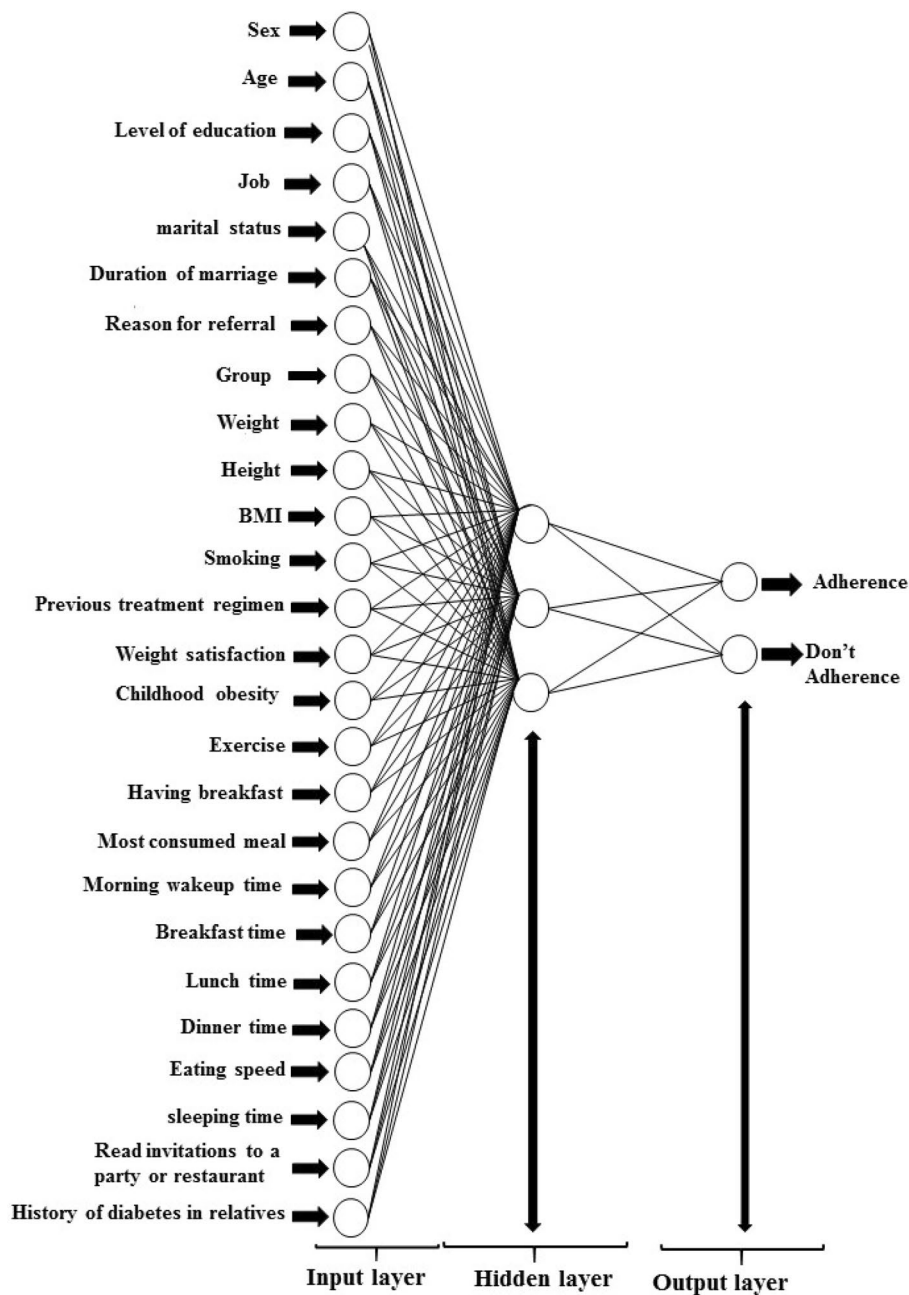 Sex
Age
Level of education
Job
marital status
Duration of marriage
Reason for referral
Group
Weight
Height
BMI
Smoking
Previous treatment regimen
Weight satisfaction
Childhood obesity
Exercise
Having breakfast
Most consumed meal
Morning wakeup time
Breakfast time
Lunch time
Dinner time
Eating speed
sleeping time
Read invitations to a
party or restaurant
History of diabetes in relatives
Adherence
Don't
Adherence
Input layer
Hidden layer
Output layer